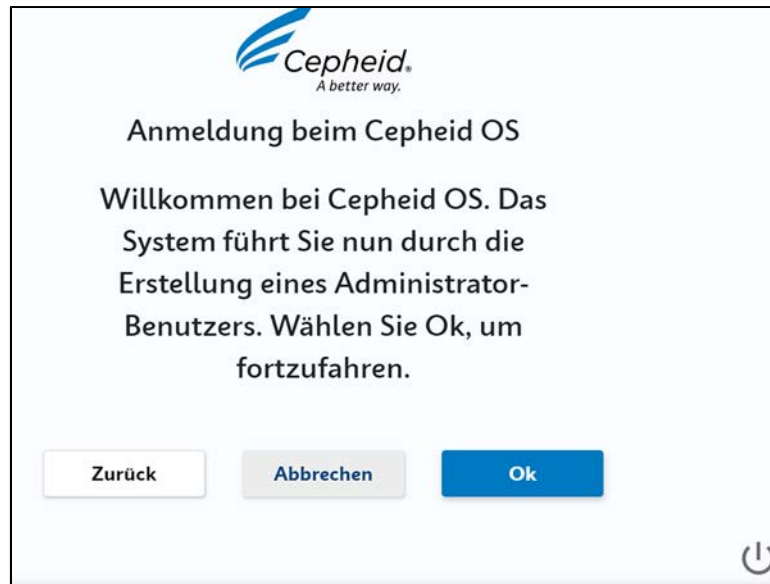 Cepheid®
A better way.
Anmeldung beim Cepheid OS
Willkommen bei Cepheid OS. Das
System führt Sie nun durch die
Erstellung eines Administrator-
Benutzers. Wählen Sie Ok, um
fortzufahren.
Zurück Abbrechen Ok